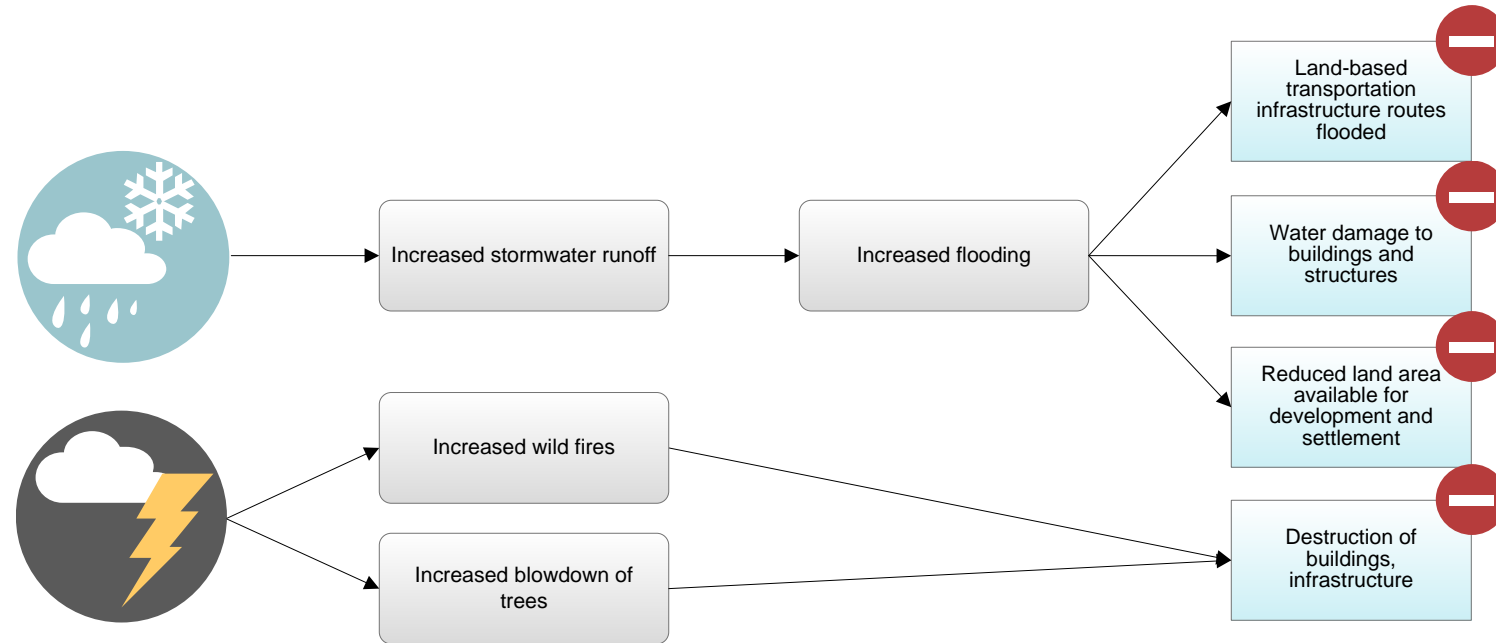 Land-based
transportation
infrastructure routes
flooded
Increased stormwater runoff
Increased flooding
Water damage to
buildings and
structures
Reduced land area
available for
development and
settlement
Increased wild fires
Increased blowdown of
trees
Destruction of
buildings,
infrastructure